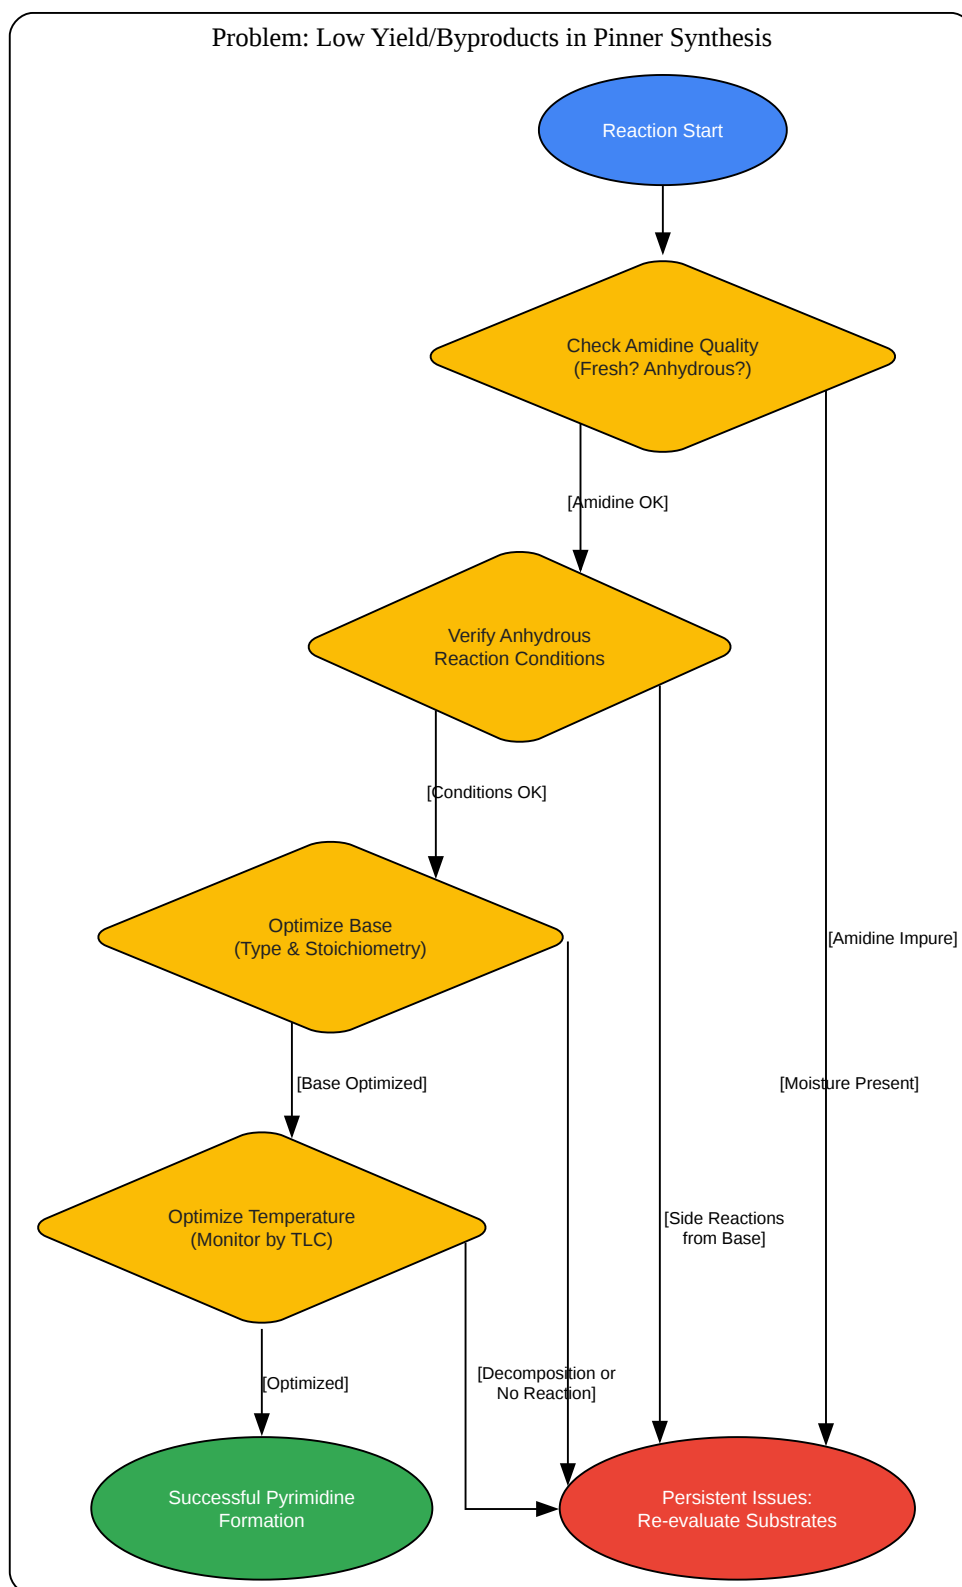 Problem: Low Yield/Byproducts in Pinner Synthesis
Reaction Start
Check Amidine Quality
(Fresh? Anhydrous?)
[Amidine OK]
Verify Anhydrous
Reaction Conditions
[Conditions OK]
Optimize Base
(Type & Stoichiometry)
[Amidine Impure]
[Base Optimized]
[Moisture Present]
Optimize Temperature
(Monitor by TLC)
[Side Reactions
from Base]
[Optimized]
[Decomposition or
No Reaction]
Successful Pyrimidine
Formation
Persistent Issues:
Re-evaluate Substrates